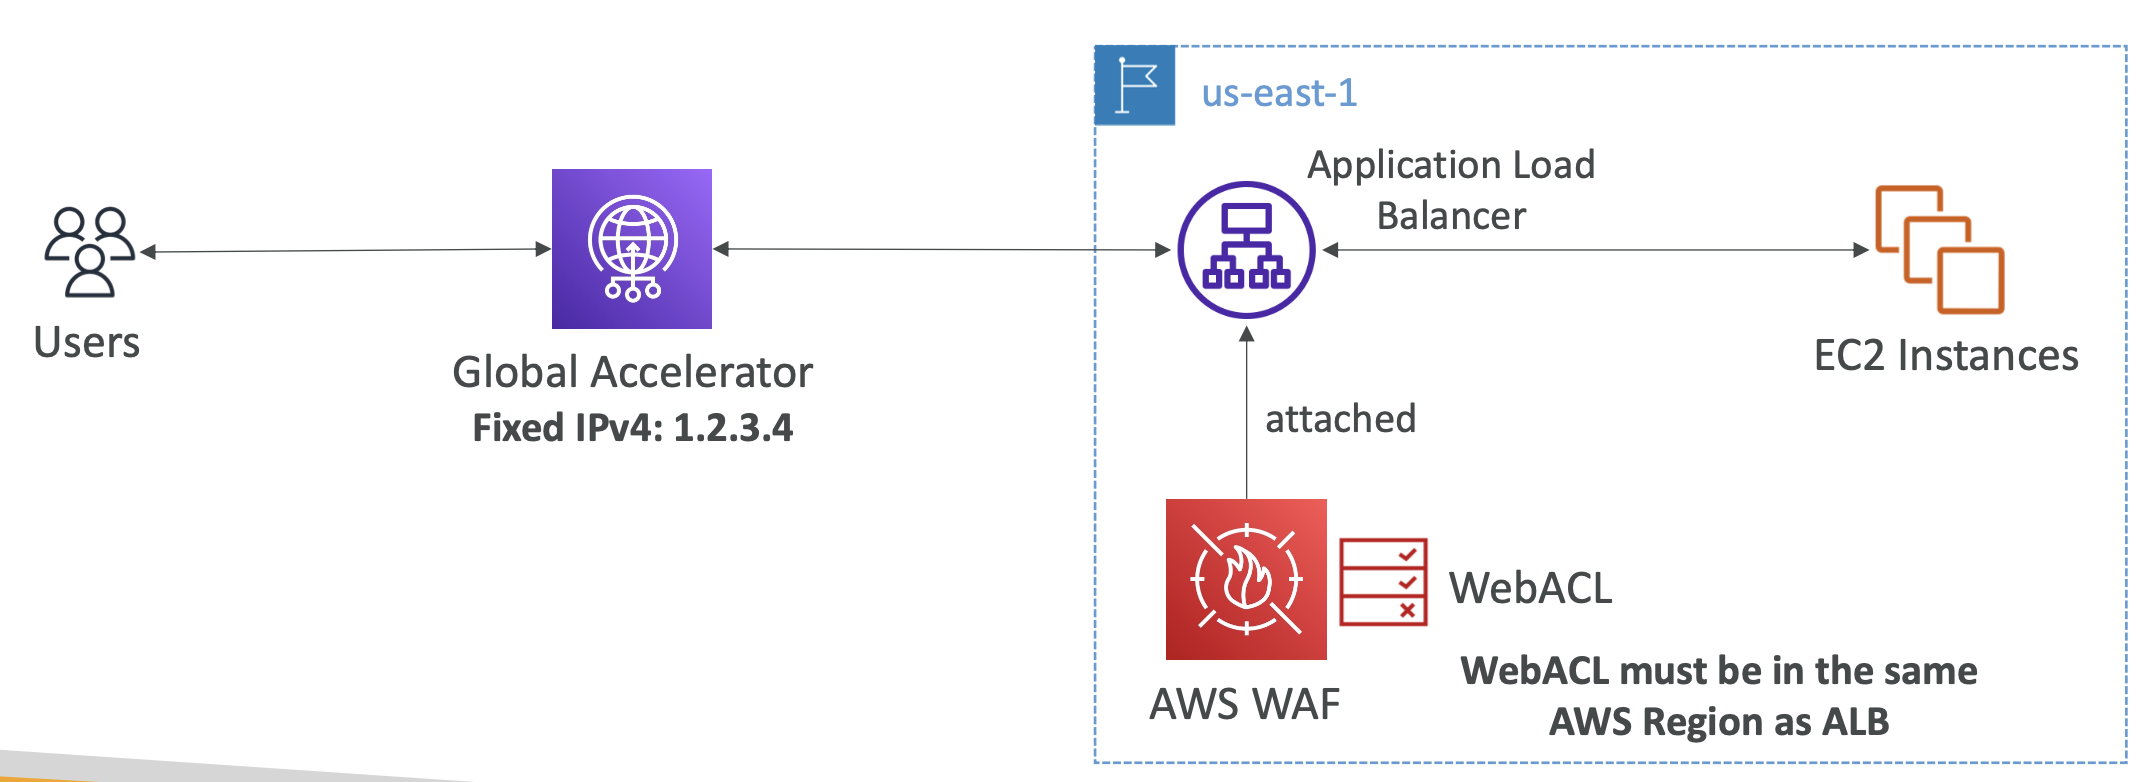 us-east-1
Application Load
Balancer
Users
Global Accelerator
Fixed IPv4: 1.2.3.4
EC2 Instances
attached
WebACL
AWS WAF
WebACL must be in the same
AWS Region as ALB